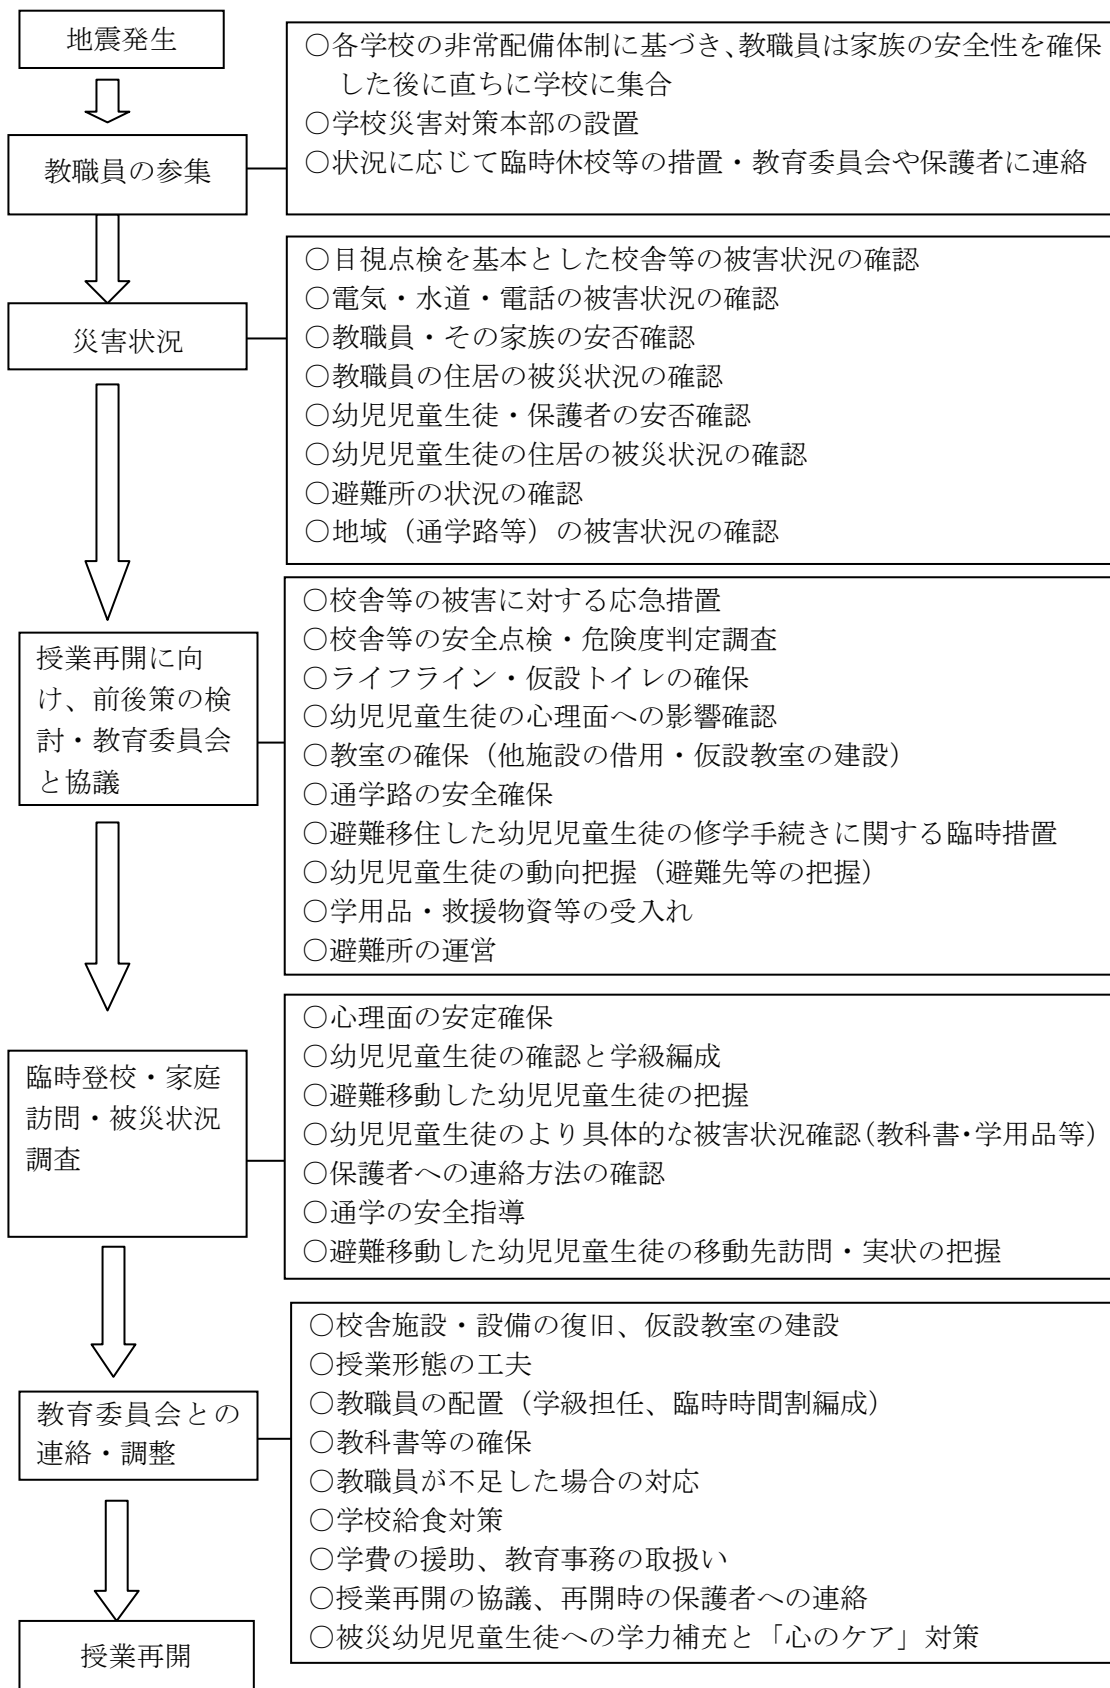 地震発生
○各学校の非常配備体制に基づき、教職員は家族の安全性を確保
した後に直ちに学校に集合
○学校災害対策本部の設置
○状況に応じて臨時休校等の措置・教育委員会や保護者に連絡
教職員の参集
○目視点検を基本とした校舎等の被害状況の確認
○電気・水道・電話の被害状況の確認
○教職員・その家族の安否確認
○教職員の住居の被災状況の確認
○幼児児童生徒・保護者の安否確認
○幼児児童生徒の住居の被災状況の確認
○避難所の状況の確認
○地域（通学路等）の被害状況の確認
災害状況
○校舎等の被害に対する応急措置
○校舎等の安全点検・危険度判定調査
○ライフライン・仮設トイレの確保
○幼児児童生徒の心理面への影響確認
○教室の確保（他施設の借用・仮設教室の建設）
○通学路の安全確保
○避難移住した幼児児童生徒の修学手続きに関する臨時措置
○幼児児童生徒の動向把握（避難先等の把握）
○学用品・救援物資等の受入れ
○避難所の運営
授業再開に向
け、前後策の検
討・教育委員会
と協議
○心理面の安定確保
○幼児児童生徒の確認と学級編成
○避難移動した幼児児童生徒の把握
○幼児児童生徒のより具体的な被害状況確認（教科書・学用品等）
○保護者への連絡方法の確認
○通学の安全指導
○避難移動した幼児児童生徒の移動先訪問・実状の把握
臨時登校・家庭
訪問・被災状況
調査
○校舎施設・設備の復旧、仮設教室の建設
○授業形態の工夫
○教職員の配置（学級担任、臨時時間割編成）
○教科書等の確保
○教職員が不足した場合の対応
○学校給食対策
○学費の援助、教育事務の取扱い
○授業再開の協議、再開時の保護者への連絡
○被災幼児児童生徒への学力補充と「心のケア」対策
教育委員会との
連絡・調整
授業再開